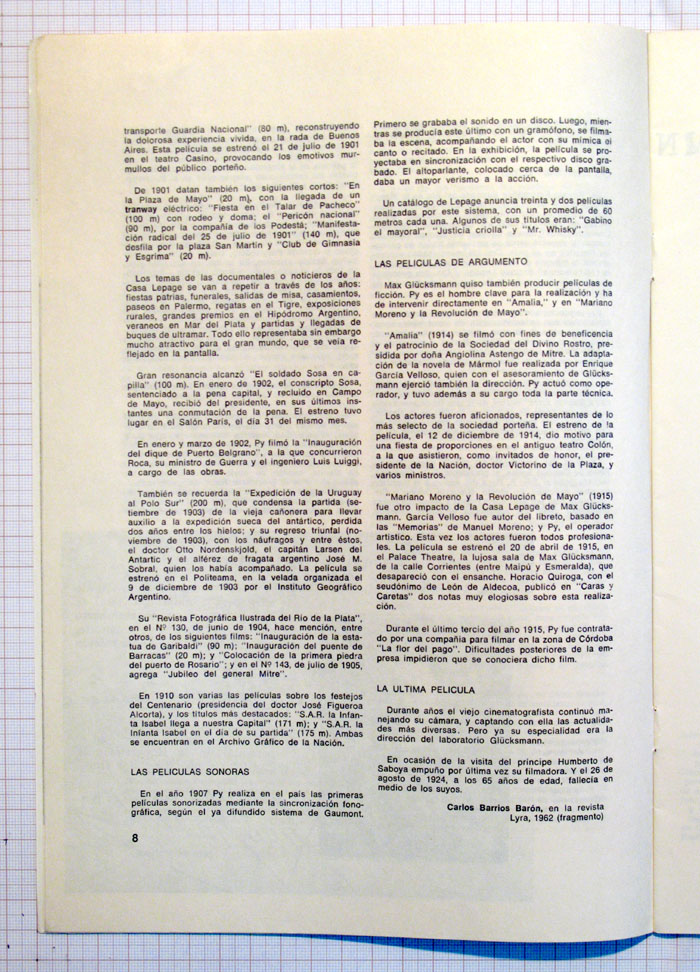 transporte Guardia Nacional" (80 m), reconstruyendo
la dolorosa experiencia vivida, en la rada de Buenos
Aires. Esta película se estrenó el 21 de julio de 1901
en el teatro Casino, provocando los emotivos mur-
mullos del público porteño.
De 1901 datan también los siguientes cortos: "En
la Plaza de Mayo" (20 m), con la llegada de un
tranway eléctrico: "Fiesta en el Talar de Pacheco"
(100 m) con rodeo y doma; el "Pericón nacional"
(90 m), por la compañía de los Podestá; "Manifesta-
ción radical del 25 de julio de 1901" (140 m), que
desfila por la plaza San Martín y "Club de Gimnasia
y Esgrima" (20 m).
Los temas de las documentales o noticieros de la
Casa Lepage se van a repetir a través de los años:
fiestas patrias, funerales, salidas de misa, casamientos,
paseos en Palermo, regatas en el Tigre, exposiciones
rurales, grandes premios en el Hipódromo Argentino,
veraneos en Mar del Plata y partidas y llegadas de
buques de ultramar. Todo ello representaba sin embargo
mucho atractivo para el gran mundo, que se veía re-
flejado en la pantalla.
Gran resonancia alcanzó "El soldado Sosa en ca-
pilla" (100 m). En enero de 1902, el conscripto Sosa,
sentenciado a la pena capital, y recluido en Campo
de Mayo, recibió del presidente, en sus últimos ins-
tantes una conmutación de la pena. El estreno tuvo
lugar en el Salón París, el día 31 del mismo mes.
En enero y marzo de 1902, Py filmó la "Inauguración
del dique de Puerto Belgrano", a la que concurrieron
Roca, su ministro de Guerra y el ingeniero Luis Luiggi,
a cargo de las obras.
También se recuerda la "Expedición de la Uruguay
al Polo Sur" (200 m), que condensa la partida (se-
tiembre de 1903) de la vieja cañonera para llevar
auxilio a la expedición sueca del antártico, perdida
dos años entre los hielos; y su regreso triunfal (no-
viembre de 1903), con los náufragos y entre éstos,
el doctor Otto Nordenskjold, el capitán Larsen del
Antartic y el alférez de fragata argentino José M.
Sobral, quien los había acompañado. La película se
estrenó en el Politeama, en la velada organizada el
9 de diciembre de 1903 por el Instituto Geográfico
Argentino.
Su "Revista Fotográfica Ilustrada del Río de la Plata",
en el Nº 130, de junio de 1904, hace mención, entre
otros, de los siguientes films: "Inauguración de la esta-
tua de Garibaldi" (90 m); "Inauguración del puente de
Barracas" (20 m); y "Colocación de la primera piedra
del puerto de Rosario"; y en el Nº 143, de julio de 1905,
agrega "Jubileo del general Mitre".
En 1910 son varias las películas sobre los festejos
del Centenario (presidencia del doctor José Figueroa
Alcorta), y los títulos más destacados: "S.A.R. la Infan-
ta Isabel llega a nuestra Capital" (171 m); y "S.A.R. la
Infanta Isabel en el día de su partida" (175 m). Ambas
se encuentran en el Archivo Gráfico de la Nación.
LAS PELICULAS SONORAS
En el año 1907 Py realiza en el país las primeras
películas sonorizadas mediante la sincronización fono-
gráfica, según el ya difundido sistema de Gaumont.
8
Primero se grababa el sonido en un disco. Luego, mien-
tras se producía este último con un gramófono, se filma-
ba la escena, acompañando el actor con su mímica el
canto o recitado. En la exhibición, la película se pro-
yectaba en sincronización con el respectivo disco gra-
bado. El altoparlante, colocado cerca de la pantalla,
daba un mayor verismo a la acción.
Un catálogo de Lepage anuncia treinta y dos películas
realizadas por este sistema, con un promedio de 60
metros cada una. Algunos de sus títulos eran: "Gabino
el mayoral", "Justicia criolla" y "Mr. Whisky".
LAS PELICULAS DE ARGUMENTO
Max Glücksmann quiso también producir películas de
ficción. Py es el hombre clave para la realización y ha
de intervenir directamente en "Amalia," y en "Mariano
Moreno y la Revolución de Mayo".
"Amalia" (1914) se filmó con fines de beneficencia
y el patrocinio de la Sociedad del Divino Rostro, pre-
sidida por doña Angiolina Astengo de Mitre. La adapta-
ción de la novela de Mármol fue realizada por Enrique
García Velloso, quien con el asesoramiento de Glücks-
mann ejerció también la dirección. Py actuó como ope-
rador, y tuvo además a su cargo toda la parte técnica.
Los actores fueron aficionados, representantes de lo
más selecto de la sociedad porteña. El estreno de la
película, el 12 de diciembre de 1914, dio motivo para
una fiesta de proporciones en el antiguo teatro Colón,
a la que asistieron, como invitados de honor, el pre-
sidente de la Nación, doctor Victorino de la Plaza, y
varios ministros.
"Mariano Moreno y la Revolución de Mayo" (1915)
fue otro impacto de la Casa Lepage de Max Glücks-
mann. García Velloso fue autor del libreto, basado en
las "Memorias" de Manuel Moreno; y Py, el operador
artístico. Esta vez los actores fueron todos profesiona-
les. La película se estrenó el 20 de abril de 1915, en
el Palace Theatre, la lujosa sala de Max Glücksmann,
de la calle Corrientes (entre Maipú y Esmeralda), que
desapareció con el ensanche. Horacio Quiroga, con el
seudónimo de León de Aldecoa, publicó en "Caras y
Caretas" dos notas muy elogiosas sobre esta realiza-
ción.
Durante el último tercio del año 1915, Py fue contrata-
do por una compañía para filmar en la zona de Córdoba
"La flor del pago". Dificultades posteriores de la em-
presa impidieron que se conociera dicho film.
LA ULTIMA PELICULA
Durante años el viejo cinematografista continuó ma-
nejando su cámara, y captando con ella las actualida-
des más diversas. Pero ya su especialidad era la
dirección del laboratorio Glücksmann.
En ocasión de la visita del príncipe Humberto de
Saboya empuño por última vez su filmadora. Y el 26 de
agosto de 1924, a los 65 años de edad, fallecía en
medio de los suyos.
Carlos Barrios Barón, en la revista
Lyra, 1962 (fragmento)